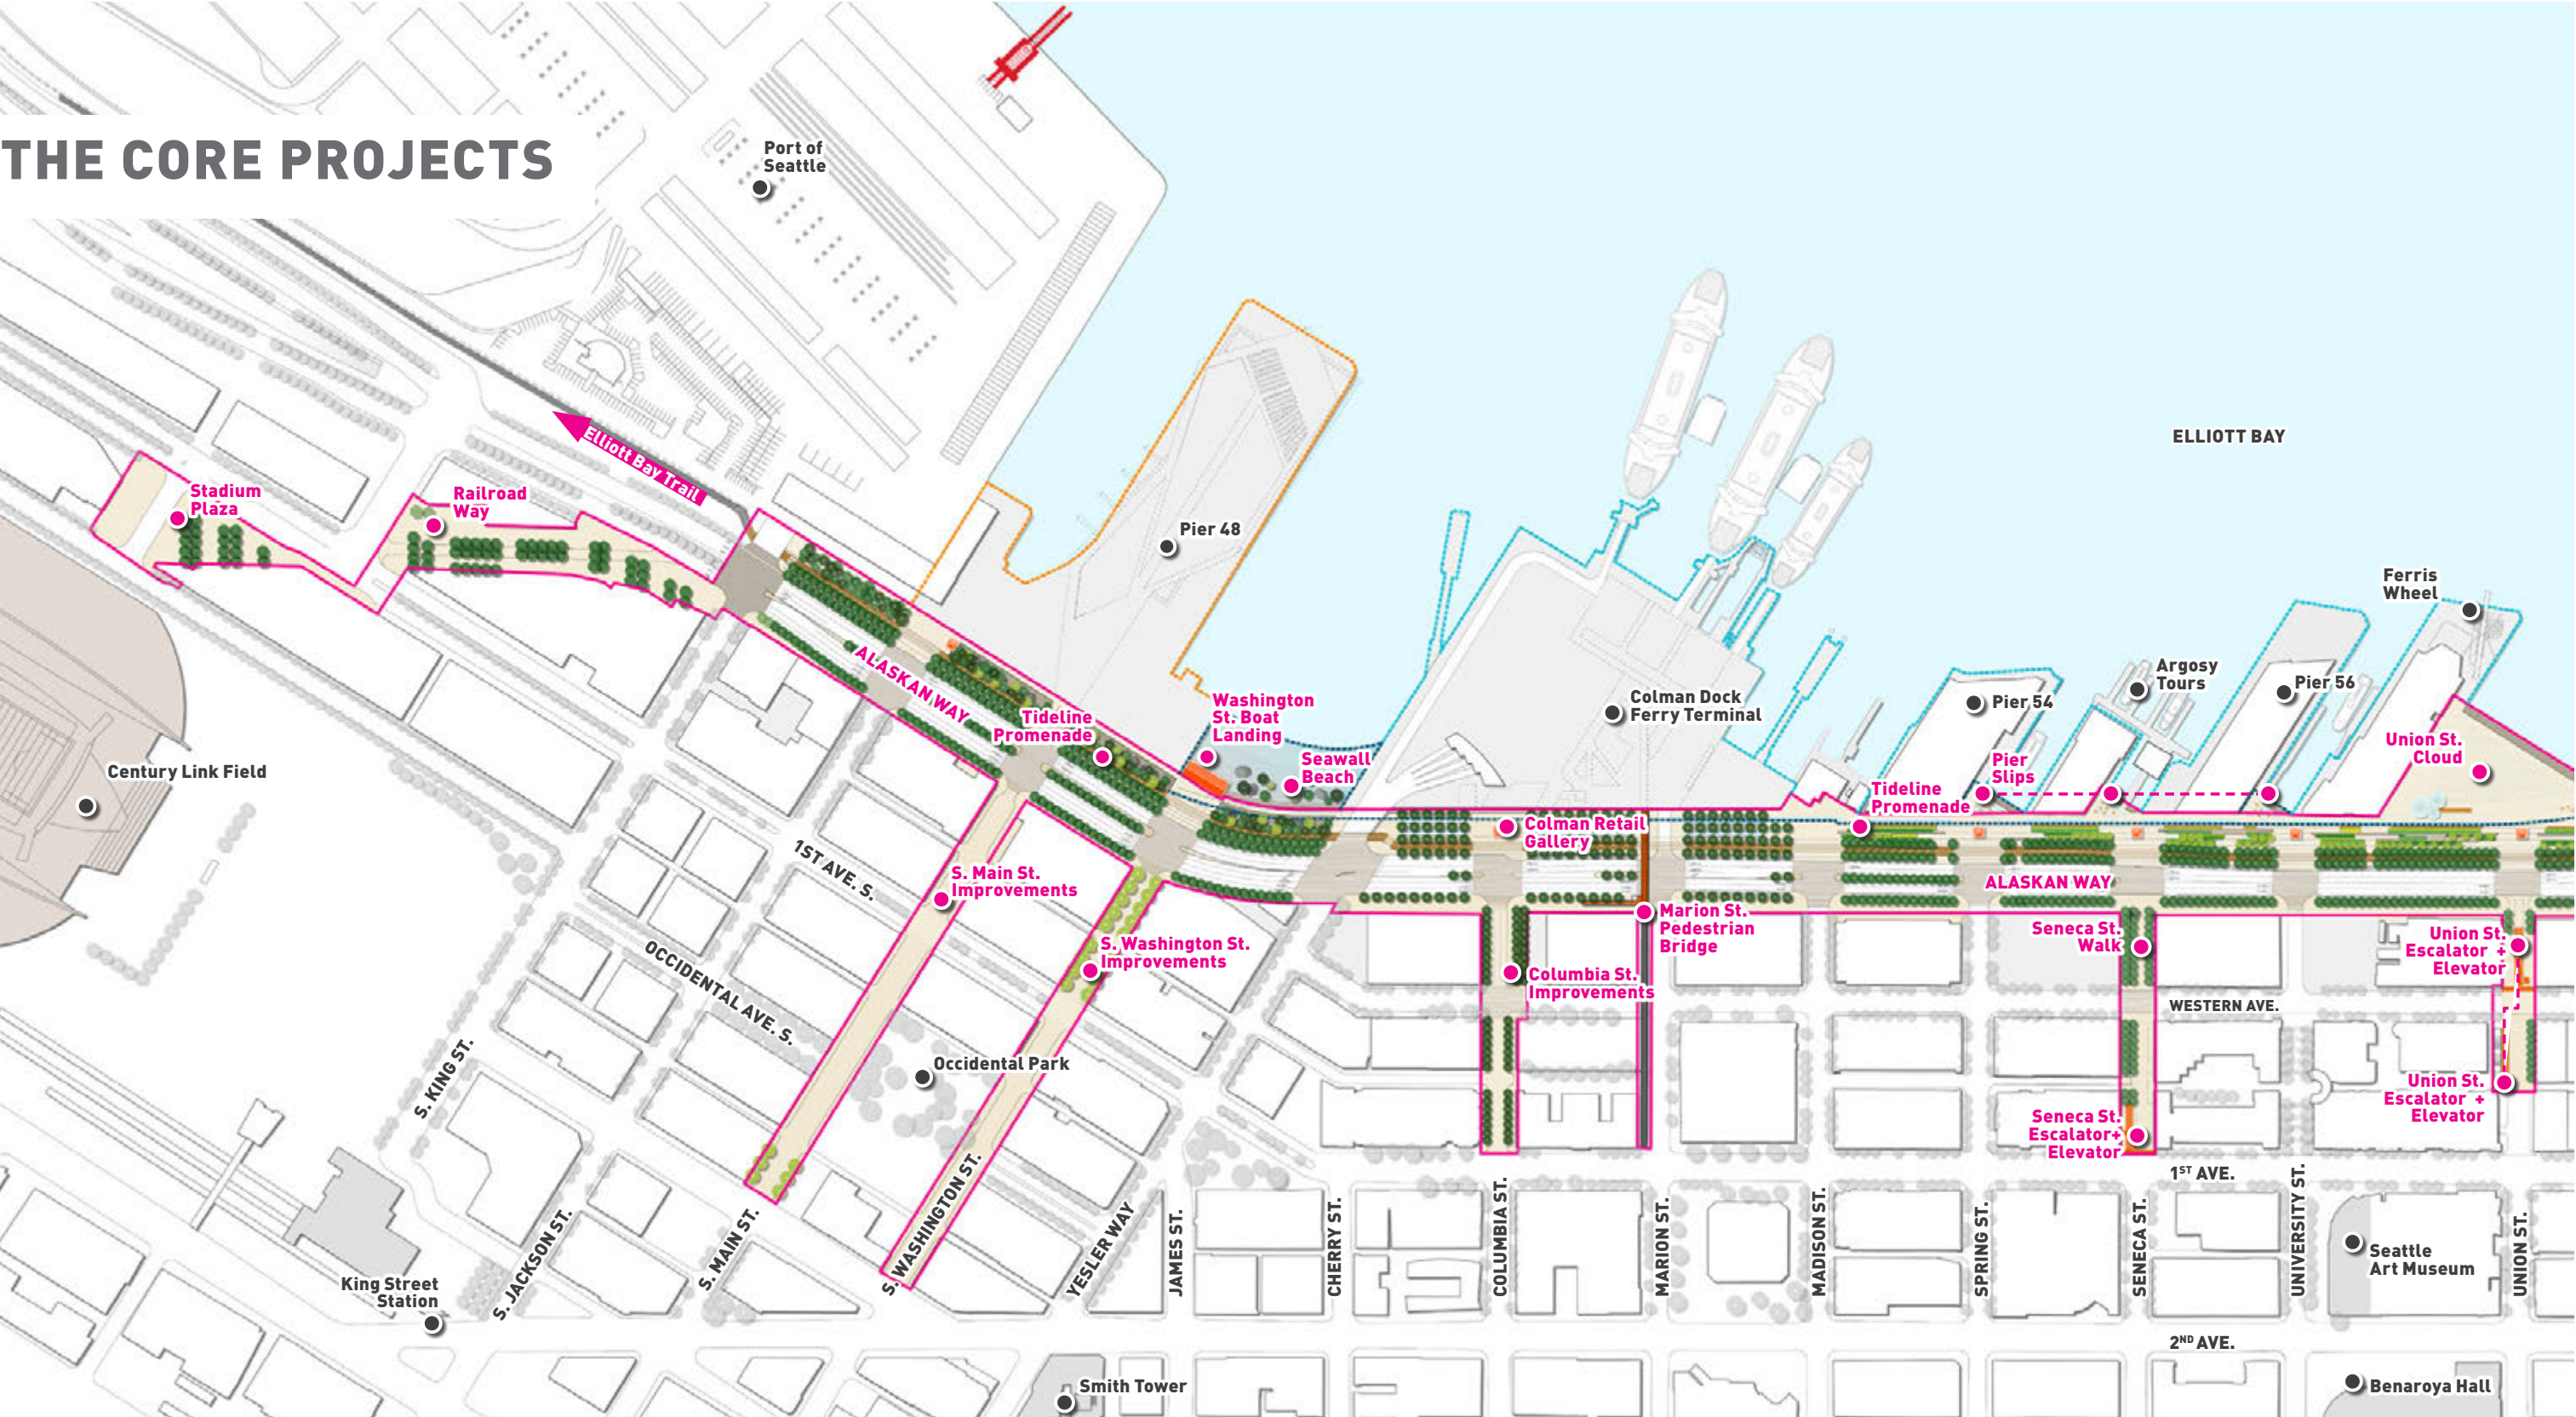 THE CORE PROJECTS
Port of
Seattle
Elliott Bay Trail
Stadium
Plaza
Railroad
Way
Pier 48
ELLIOTT BAY
Ferris
Wheel
Argosy
Tours
Pier 54
Pier 56
Union St.
Cloud
Colman Dock
Ferry Terminal
Washington
St. Boat
Landing
Seawall
Beach
Tideline
Promenade
ALASKAN WAY
Pier
Slips
Tideline
Promenade
Century Link Field
Colman Retail
Gallery
ALASKAN WAY
1ST AVE. S.
S. Main St.
Improvements
Marion St.
Pedestrian
Bridge
Seneca St.
Walk
Union St.
Escalator +
Elevator
S. Washington St.
Improvements
Columbia St.
Improvements
OCCIDENTAL AVE. S.
WESTERN AVE.
Occidental Park
S. KING ST.
Union St.
Escalator +
Elevator
Seneca St.
Escalator+
Elevator
1ST AVE.
King Street
Station
S. JACKSON ST.
S. MAIN ST.
S. WASHINGTON ST.
YESLER WAY
JAMES ST.
CHERRY ST.
COLUMBIA ST.
MARION ST.
MADISON ST.
SPRING ST.
SENECA ST.
UNIVERSITY ST.
UNION ST.
Seattle
Art Museum
2ND AVE.
Smith Tower
Benaroya Hall